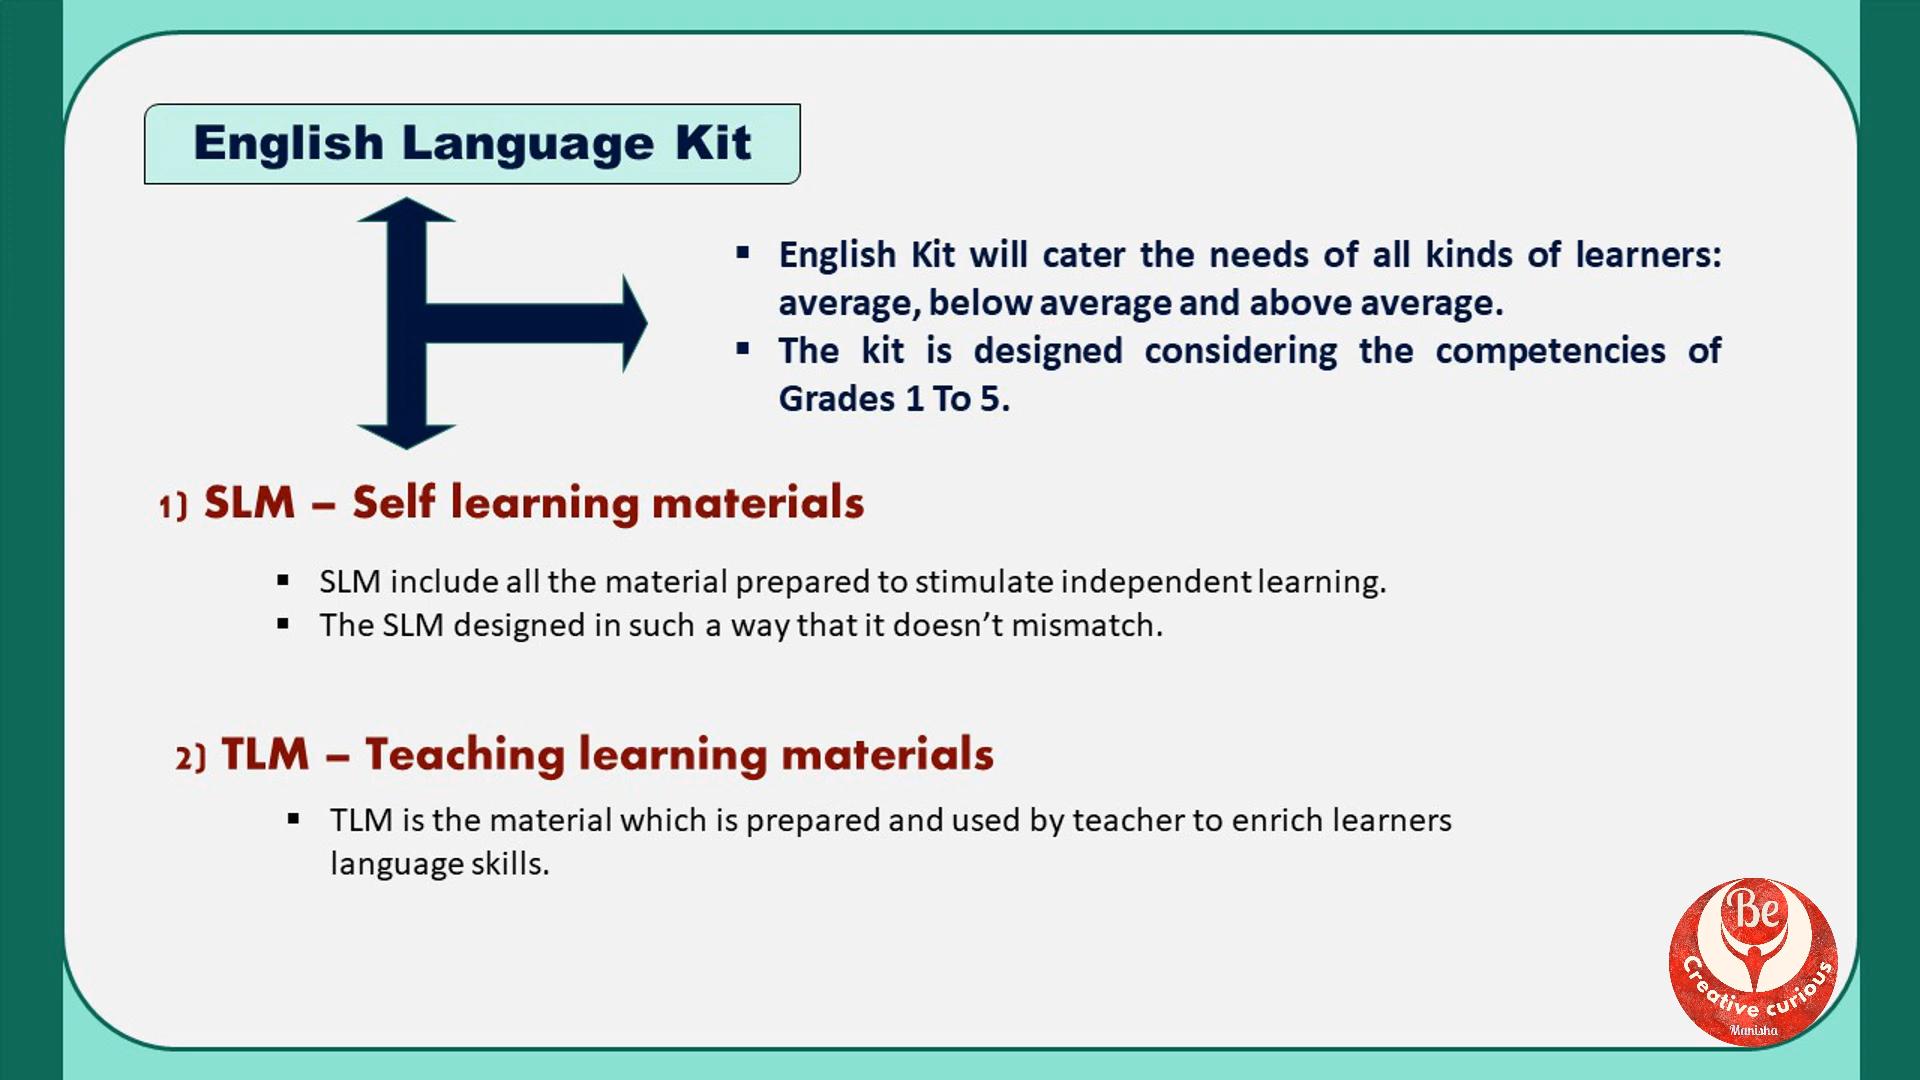 English Language Kit
▪ English Kit will cater the needs of all kinds of learners:
average, below average and above average.
▪ The kit is designed considering the competencies of
Grades 1 To 5.
1) SLM – Self learning materials
▪ SLM include all the material prepared to stimulate independent learning.
▪ The SLM designed in such a way that it doesn’t mismatch.
2) TLM – Teaching learning materials
▪ TLM is the material which is prepared and used by teacher to enrich learners
language skills.
Be
Creative curious
Manisha